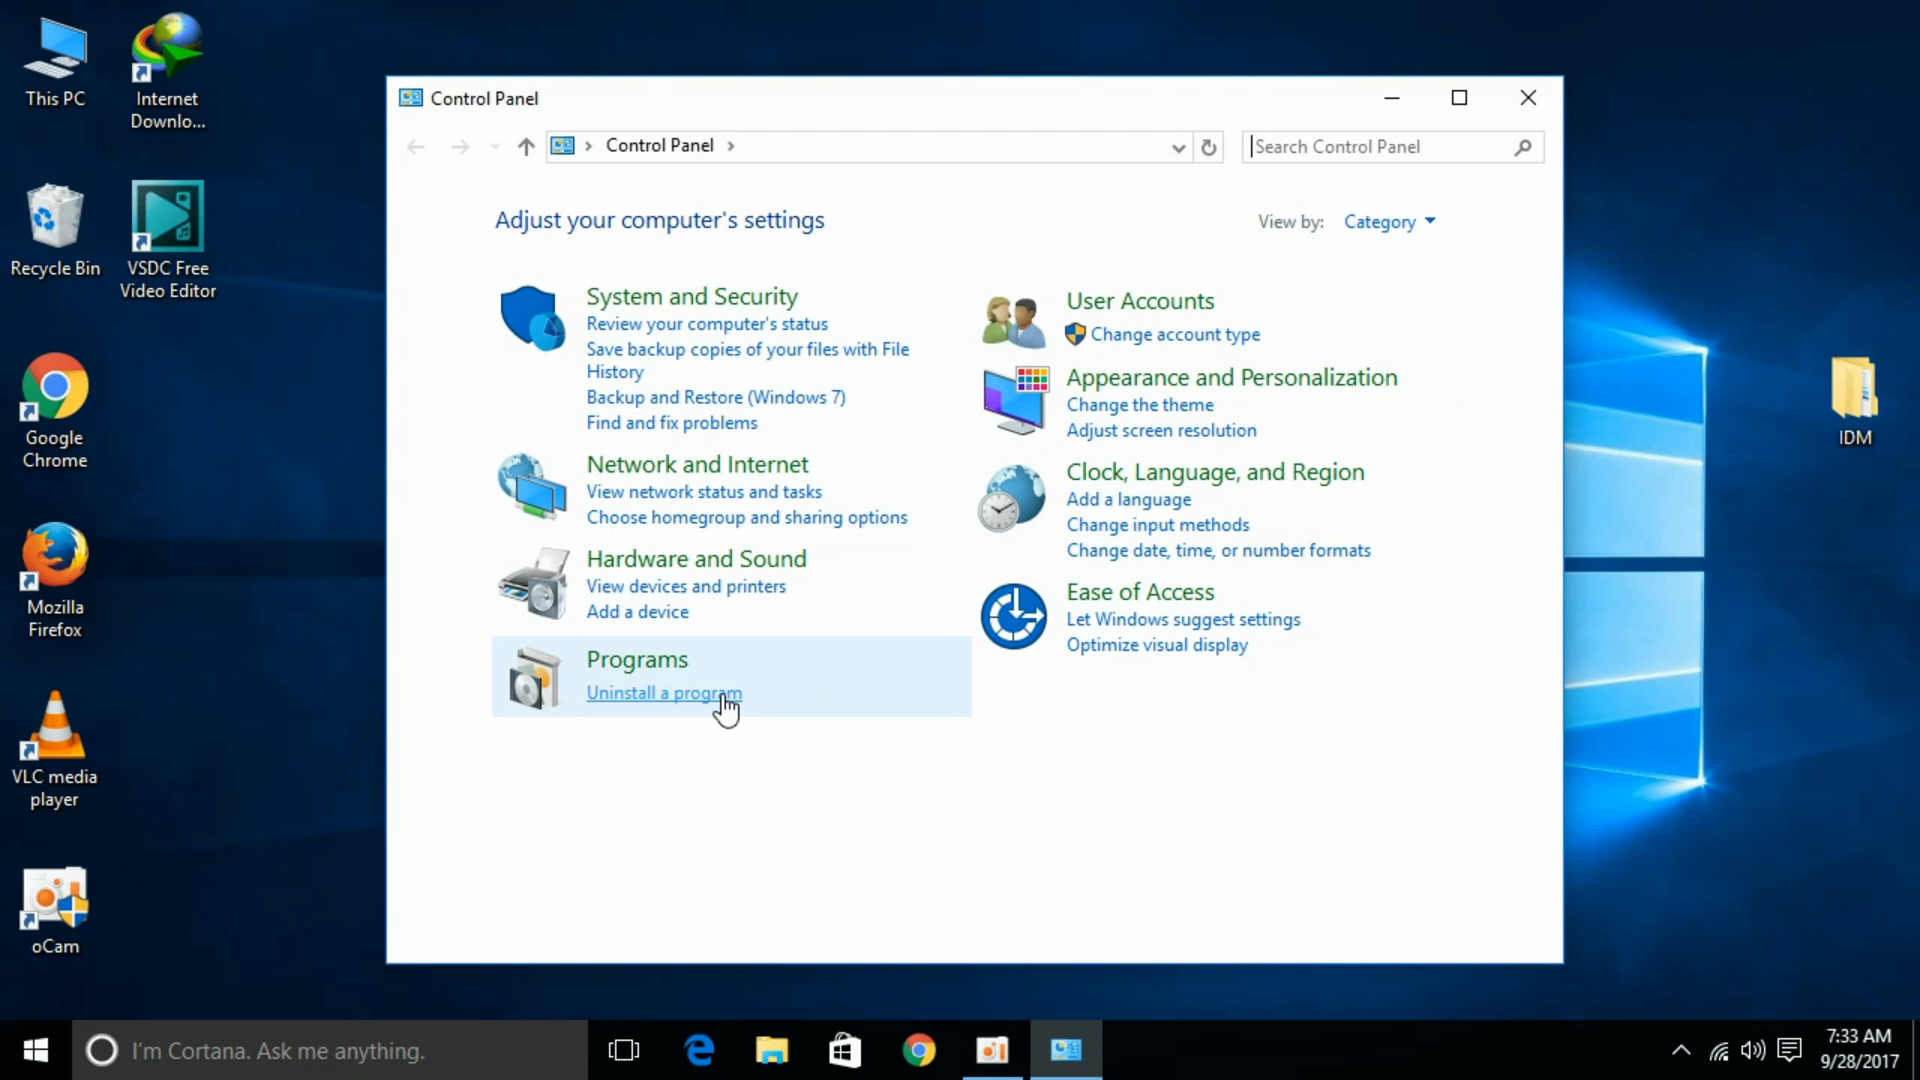 This PC
Internet
Downlo...
Recycle Bin
VSDC Free
Video Editor
Google
Chrome
Mozilla
Firefox
VLC media
player
oCam
Control Panel
Control Panel
Search Control Panel
Adjust your computer's settings
View by: Category
System and Security
Review your computer's status
Save backup copies of your files with File
History
Backup and Restore (Windows 7)
Find and fix problems
Network and Internet
View network status and tasks
Choose homegroup and sharing options
Hardware and Sound
View devices and printers
Add a device
Programs
Uninstall a program
User Accounts
Change account type
Appearance and Personalization
Change the theme
Adjust screen resolution
Clock, Language, and Region
Add a language
Change input methods
Change date, time, or number formats
Ease of Access
Let Windows suggest settings
Optimize visual display
IDM
I'm Cortana. Ask me anything.
7:33 AM
9/28/2017